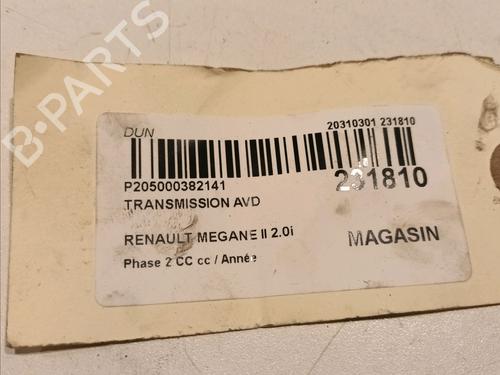 B-PARTS
DUN
20310301 231810
P205000382141
231810
TRANSMISSION AVD
RENAULT MEGANE II 2.0i
MAGASIN
Phase 2 CC cc / Année